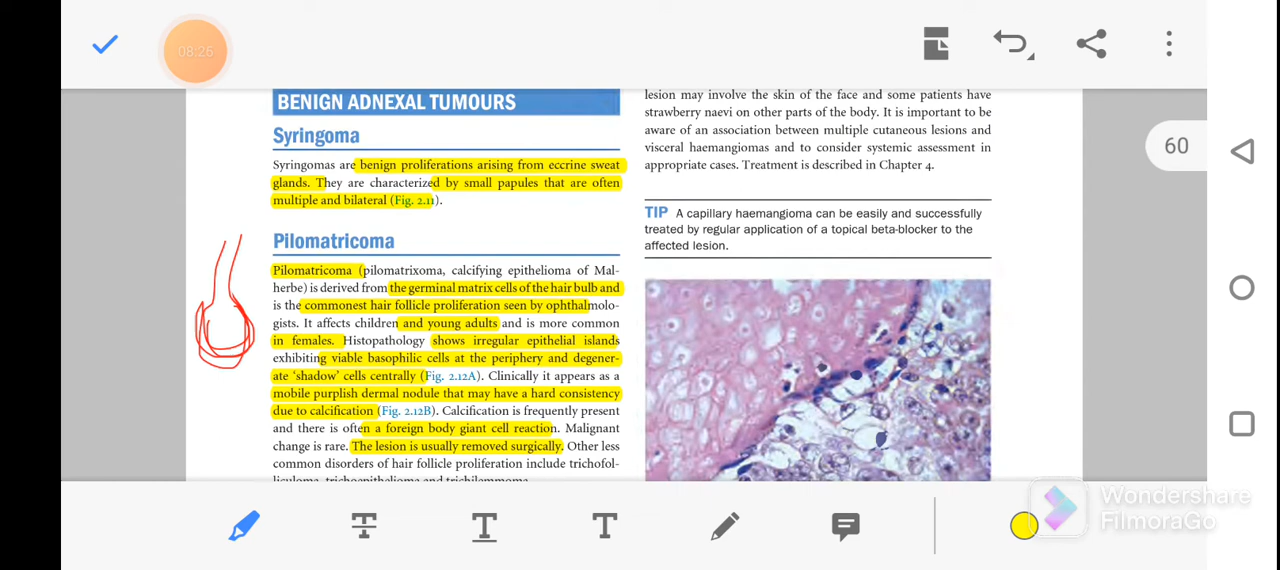 08:25
BENIGN ADNEXAL TUMOURS
Syringoma
Syringomas are benign proliferations arising from eccrine sweat
glands. They are characterized by small papules that are often
multiple and bilateral (Fig. 2.11).
Pilomatricoma
Pilomatricoma (pilomatrixoma, calcifying epithelioma of Mal-
herbe) is derived from the germinal matrix cells of the hair bulb and
is the commonest hair follicle proliferation seen by ophthalmolo-
gists. It affects children and young adults and is more common
in females. Histopathology shows irregular epithelial islands
exhibiting viable basophilic cells at the periphery and degener-
ate ‘shadow’ cells centrally (Fig. 2.12A). Clinically it appears as a
mobile purplish dermal nodule that may have a hard consistency
due to calcification (Fig. 2.12B). Calcification is frequently present
and there is often a foreign body giant cell reaction. Malignant
change is rare. The lesion is usually removed surgically. Other less
common disorders of hair follicle proliferation include trichofol-
liculoma, trichoepithelioma and trichilemmoma.
lesion may involve the skin of the face and some patients have
strawberry naevi on other parts of the body. It is important to be
aware of an association between multiple cutaneous lesions and
visceral haemangiomas and to consider systemic assessment in
appropriate cases. Treatment is described in Chapter 4.
TIP A capillary haemangioma can be easily and successfully
treated by regular application of a topical beta-blocker to the
affected lesion.
60
T
T
T
Wondershare
FilmoraGo